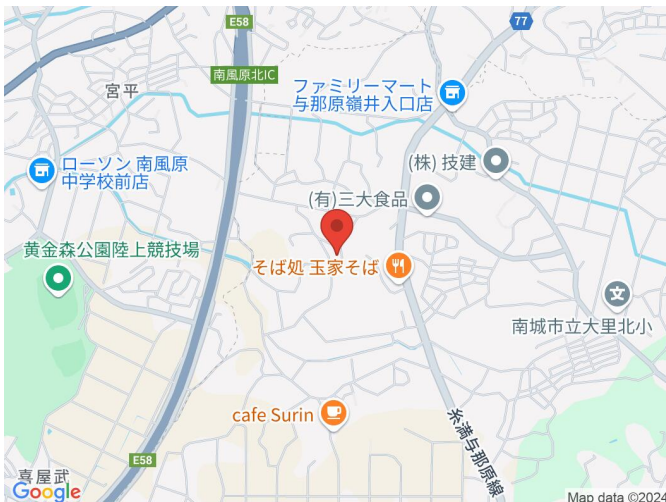 E58
77
南風原北IC
宮平
ファミリーマート
与那原嶺井入口店
ローソン 南風原
中学校前店
(株) 技建
(有)三大食品
黄金森公園陸上競技場
そば処 玉家そば
文
南城市立大里北小
cafe Surin
糸満与那原線
E58
喜屋武
Google
Map data ©2024